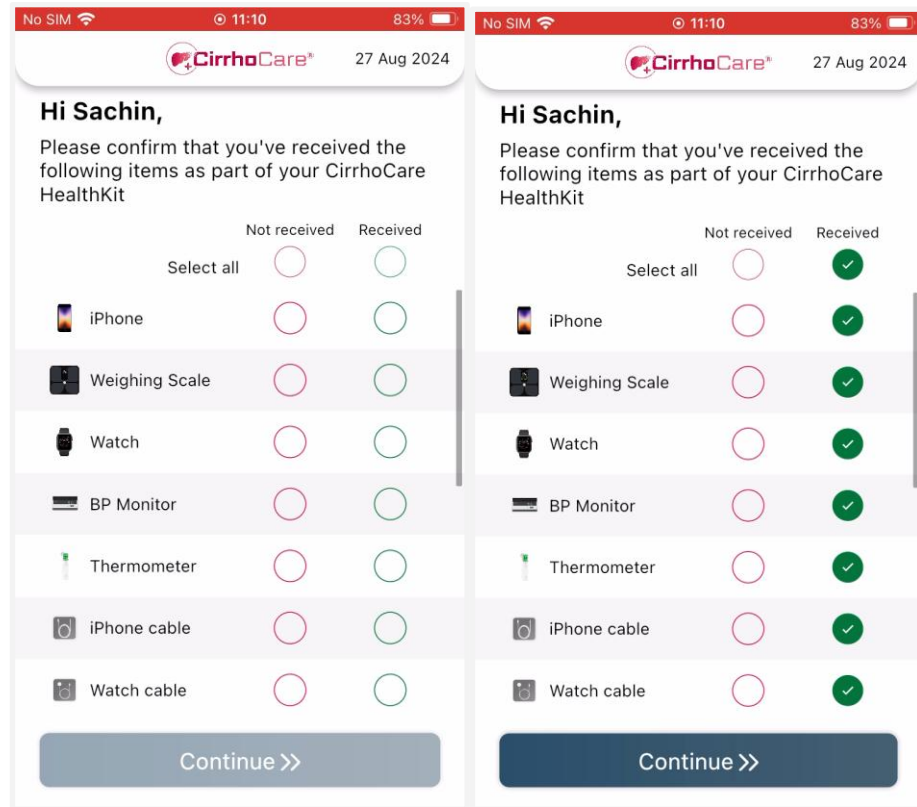 No SIM 11:10 83%
CirrhoCare® 27 Aug 2024
Hi Sachin,
Please confirm that you've received the
following items as part of your CirrhoCare
HealthKit
Not received Received
Select all
iPhone
Weighing Scale
Watch
BP Monitor
Thermometer
iPhone cable
Watch cable
Continue >>
No SIM 11:10 83%
CirrhoCare® 27 Aug 2024
Hi Sachin,
Please confirm that you've received the
following items as part of your CirrhoCare
HealthKit
Not received Received
Select all
iPhone
Weighing Scale
Watch
BP Monitor
Thermometer
iPhone cable
Watch cable
Continue >>